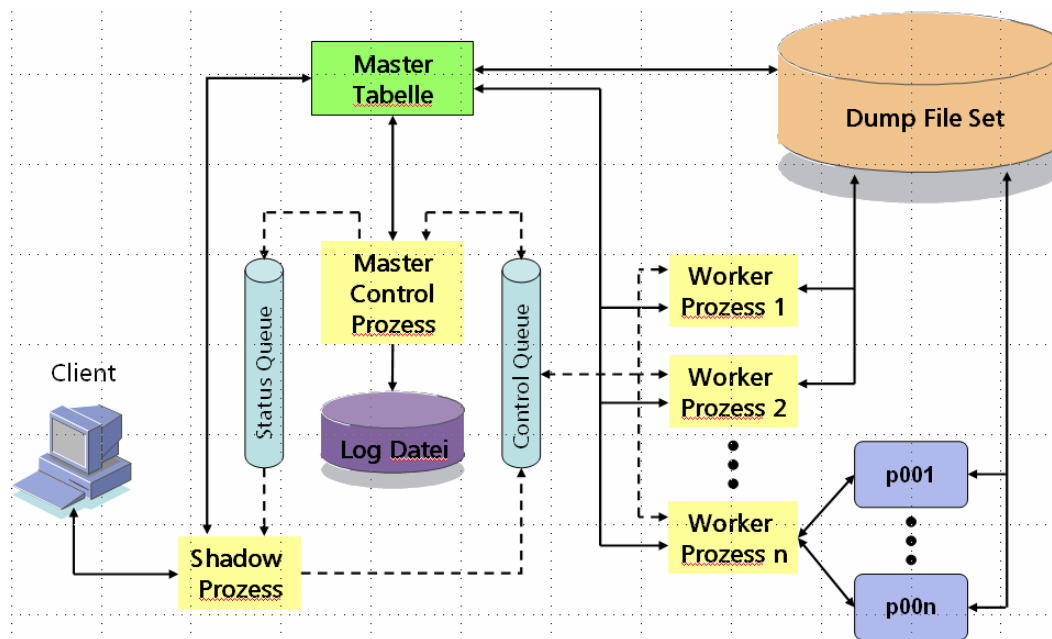 Master
Tabelle
Dump File Set
Master
Control
Prozess
Status Queue
Control Queue
Worker
Prozess 1
Client
Worker
Prozess 2
Log Datei
p001
Worker
Prozess n
Shadow
Prozess
p00n